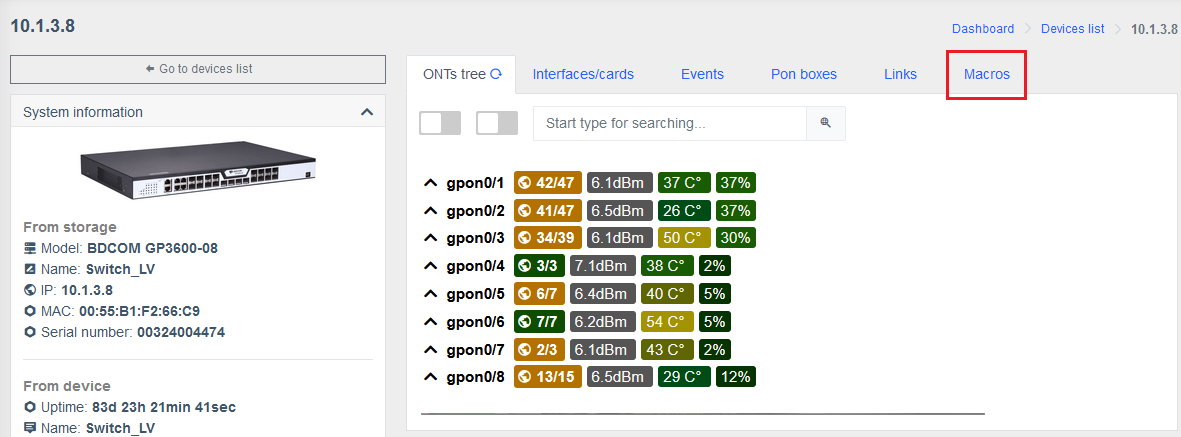 10.1.3.8
Dashboard
Devices list
10.1.3.8
Go to devices list
System information
From storage
Model: BDCOM GP3600-08
Name: Switch_LV
IP: 10.1.3.8
MAC: 00:55:B1:F2:66:C9
Serial number: 00324004474
From device
Uptime: 83d 23h 21min 41sec
Name: Switch_LV
ONTs tree
Interfaces/cards
Events
Pon boxes
Links
Macros
Start type for searching...
gpon0/1 42/47 6.1dBm 37 C° 37%
gpon0/2 41/47 6.5dBm 26 C° 37%
gpon0/3 34/39 6.1dBm 50 C° 30%
gpon0/4 3/3 7.1dBm 38 C° 2%
gpon0/5 6/7 6.4dBm 40 C° 5%
gpon0/6 7/7 6.2dBm 54 C° 5%
gpon0/7 2/3 6.1dBm 43 C° 2%
gpon0/8 13/15 6.5dBm 29 C° 12%